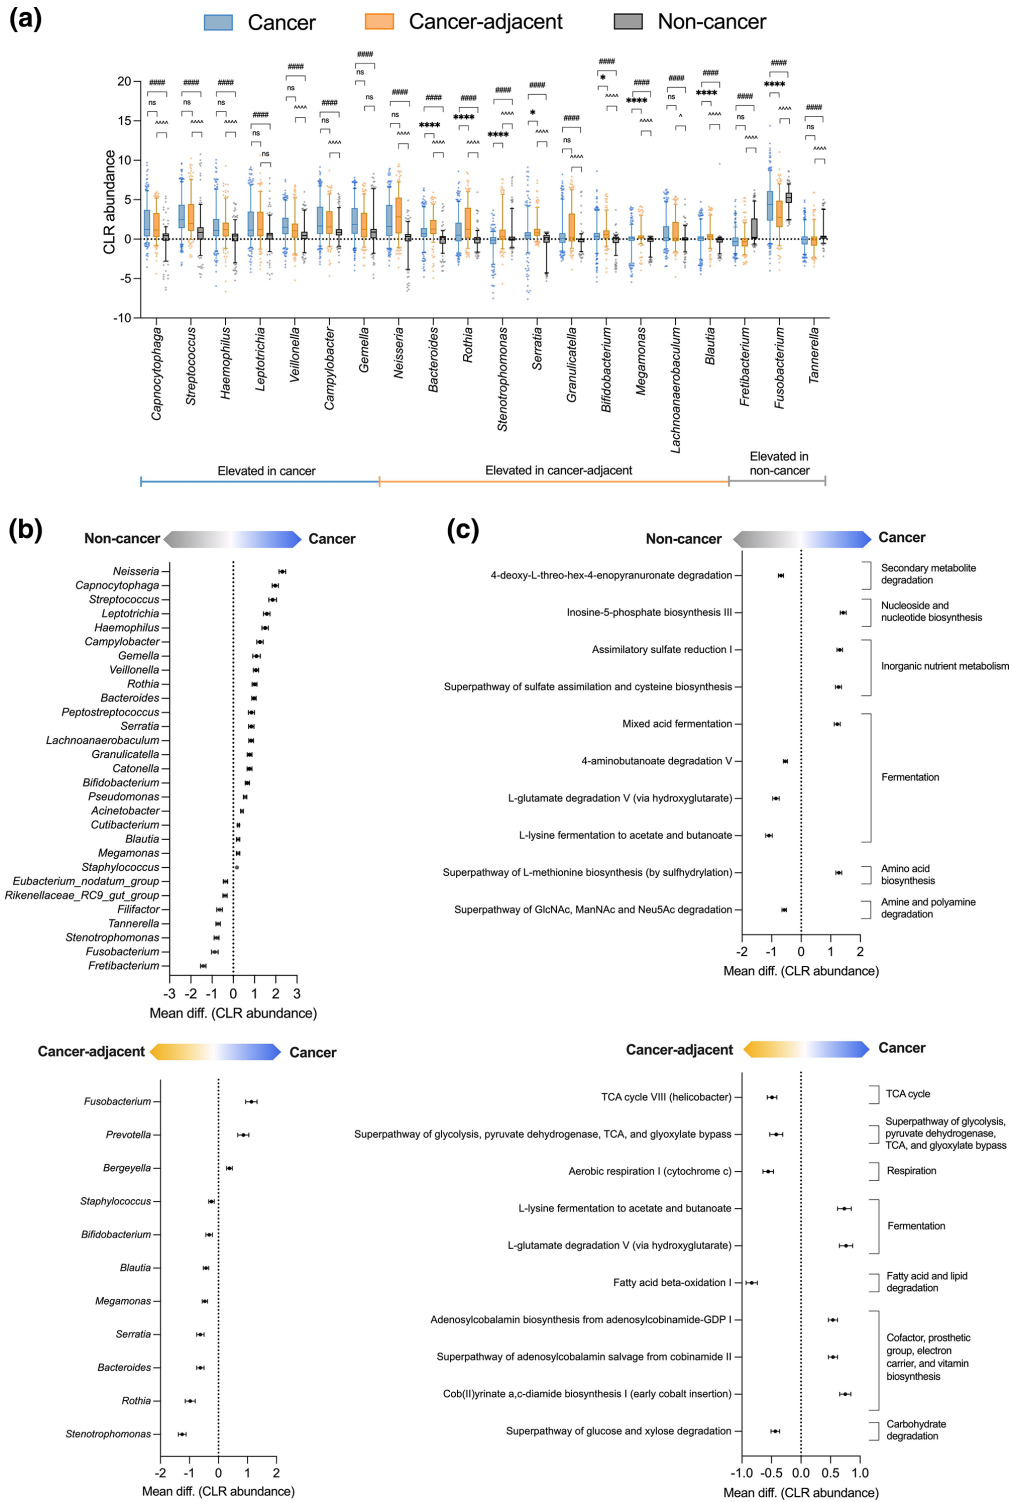 (a)
Cancer
Cancer-adjacent
Non-cancer
CLR abundance
20
15
10
5
0
-5
-10
#### #### #### #### #### #### #### #### #### #### #### #### #### #### #### #### #### #### #### ####
ns ns ns ns ns ns ns ns **** **** **** * ns * **** ns **** ns **** ns
^^^^ ^^^^ ^^^^ ns ^^^^ ^^^^ ns ^^^^ ^^^^ ^^^^ ^^^^ ^^^^ ^^^^ ^^^^ ^^^^ ^ ^^^^ ^^^^ ^^^^ ^^^^
Capnocytophaga
Streptococcus
Haemophilus
Leptotrichia
Veillonella
Campylobacter
Gemella
Neisseria
Bacteroides
Rothia
Stenotrophomonas
Serratia
Granulicatella
Bifidobacterium
Megamonas
Lachnoanaerobaculum
Blautia
Fretibacterium
Fusobacterium
Tannerella
Elevated in cancer
Elevated in cancer-adjacent
Elevated in
non-cancer
(b)
Non-cancer
Cancer
Neisseria
Capnocytophaga
Streptococcus
Leptotrichia
Haemophilus
Campylobacter
Gemella
Veillonella
Rothia
Bacteroides
Peptostreptococcus
Serratia
Lachnoanaerobaculum
Granulicatella
Catonella
Bifidobacterium
Pseudomonas
Acinetobacter
Cutibacterium
Blautia
Megamonas
Staphylococcus
Eubacterium_nodatum_group
Rikenellaceae_RC9_gut_group
Filifactor
Tannerella
Stenotrophomonas
Fusobacterium
Fretibacterium
-3 -2 -1 0 1 2 3
Mean diff. (CLR abundance)
Cancer-adjacent
Cancer
Fusobacterium
Prevotella
Bergeyella
Staphylococcus
Bifidobacterium
Blautia
Megamonas
Serratia
Bacteroides
Rothia
Stenotrophomonas
-2 -1 0 1 2
Mean diff. (CLR abundance)
(c)
Non-cancer
Cancer
4-deoxy-L-threo-hex-4-enopyranuronate degradation
Secondary metabolite
degradation
Inosine-5-phosphate biosynthesis III
Nucleoside and
nucleotide biosynthesis
Assimilatory sulfate reduction I
Superpathway of sulfate assimilation and cysteine biosynthesis
Inorganic nutrient metabolism
Mixed acid fermentation
4-aminobutanoate degradation V
L-glutamate degradation V (via hydroxyglutarate)
L-lysine fermentation to acetate and butanoate
Fermentation
Superpathway of L-methionine biosynthesis (by sulfhydrylation)
Amino acid
biosynthesis
Superpathway of GlcNAc, ManNAc and Neu5Ac degradation
Amine and polyamine
degradation
-2 -1 0 1 2
Mean diff. (CLR abundance)
Cancer-adjacent
Cancer
TCA cycle VIII (helicobacter)
TCA cycle
Superpathway of glycolysis, pyruvate dehydrogenase, TCA, and glyoxylate bypass
Superpathway of glycolysis,
pyruvate dehydrogenase,
TCA, and glyoxylate bypass
Aerobic respiration I (cytochrome c)
Respiration
L-lysine fermentation to acetate and butanoate
L-glutamate degradation V (via hydroxyglutarate)
Fermentation
Fatty acid beta-oxidation I
Fatty acid and lipid
degradation
Adenosylcobalamin biosynthesis from adenosylcobinamide-GDP I
Superpathway of adenosylcobalamin salvage from cobinamide II
Cob(II)yrinate a,c-diamide biosynthesis I (early cobalt insertion)
Cofactor, prosthetic
group, electron
carrier, and vitamin
biosynthesis
Superpathway of glucose and xylose degradation
Carbohydrate
degradation
-1.0 -0.5 0.0 0.5 1.0
Mean diff. (CLR abundance)